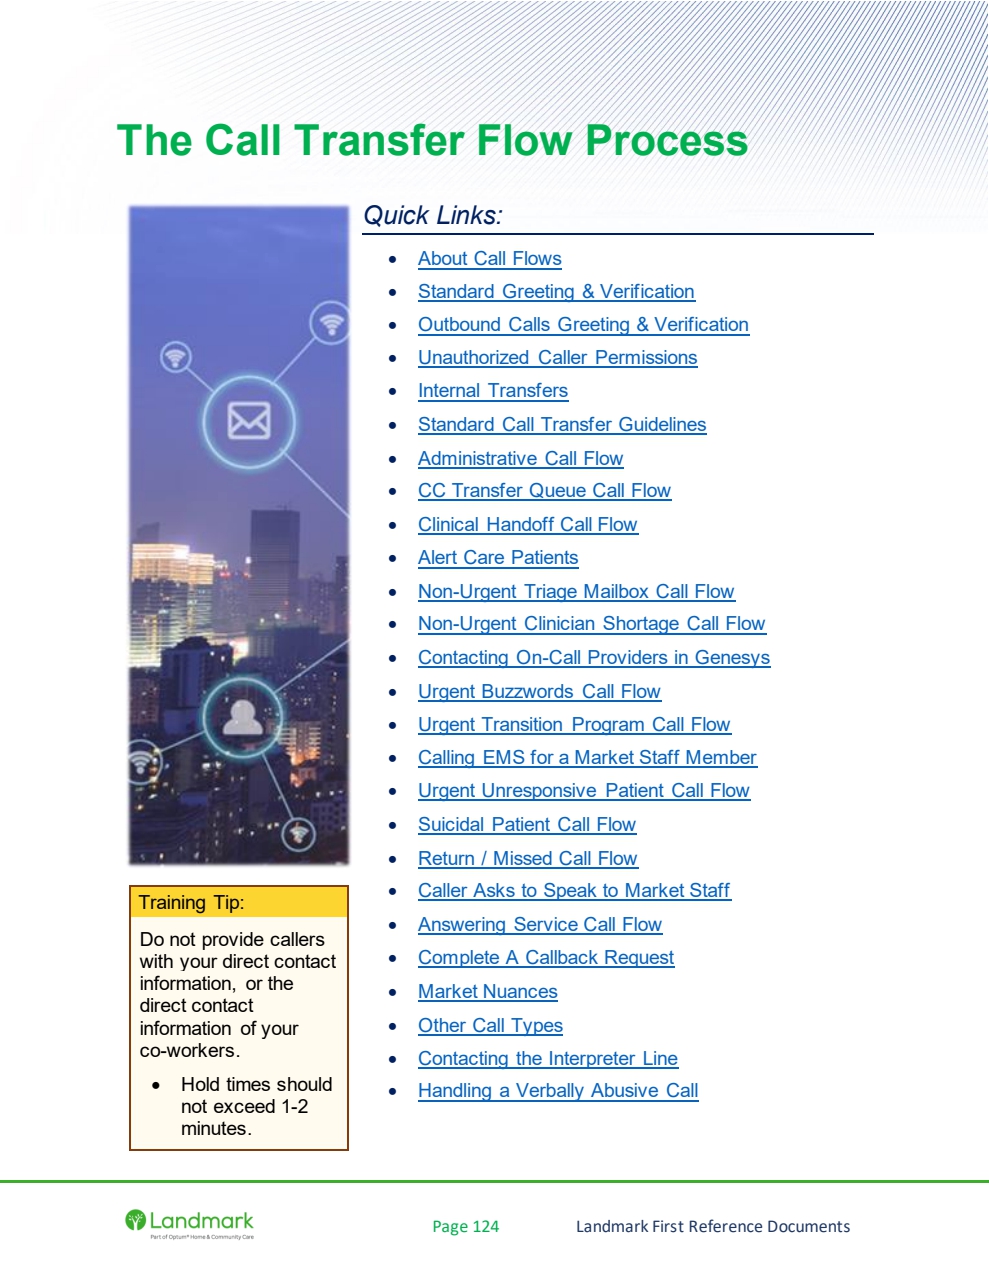 The Call Transfer Flow Process
Quick Links:
• About Call Flows
• Standard Greeting & Verification
• Outbound Calls Greeting & Verification
• Unauthorized Caller Permissions
• Internal Transfers
• Standard Call Transfer Guidelines
• Administrative Call Flow
• CC Transfer Queue Call Flow
• Clinical Handoff Call Flow
• Alert Care Patients
• Non-Urgent Triage Mailbox Call Flow
• Non-Urgent Clinician Shortage Call Flow
• Contacting On-Call Providers in Genesys
• Urgent Buzzwords Call Flow
• Urgent Transition Program Call Flow
• Calling EMS for a Market Staff Member
• Urgent Unresponsive Patient Call Flow
• Suicidal Patient Call Flow
• Return / Missed Call Flow
• Caller Asks to Speak to Market Staff
• Answering Service Call Flow
• Complete A Callback Request
• Market Nuances
• Other Call Types
• Contacting the Interpreter Line
• Handling a Verbally Abusive Call
Training Tip:
Do not provide callers
with your direct contact
information, or the
direct contact
information of your
co-workers.
• Hold times should
not exceed 1-2
minutes.
Landmark
Part of Optum® Home & Community Care
Page 124
Landmark First Reference Documents